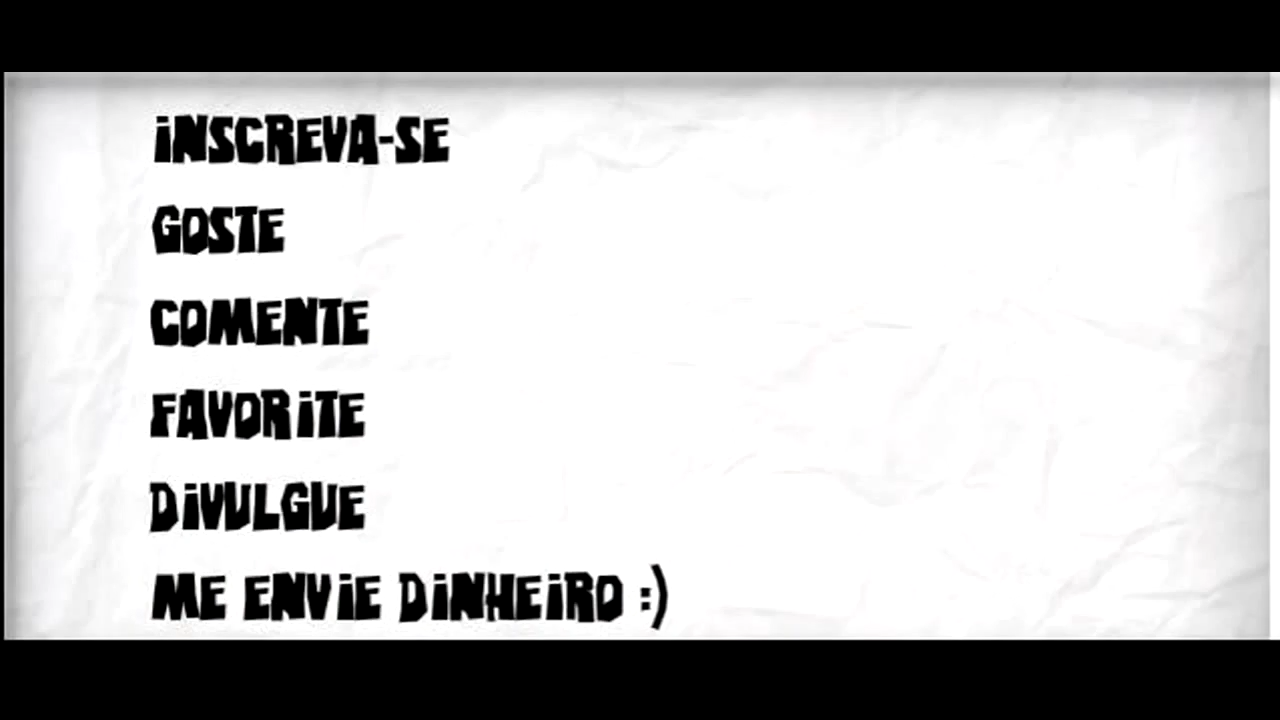 INSCREVA-SE
GOSTE
COMENTE
FAVORITE
DIVULGUE
ME ENVIE DINHEIRO :)